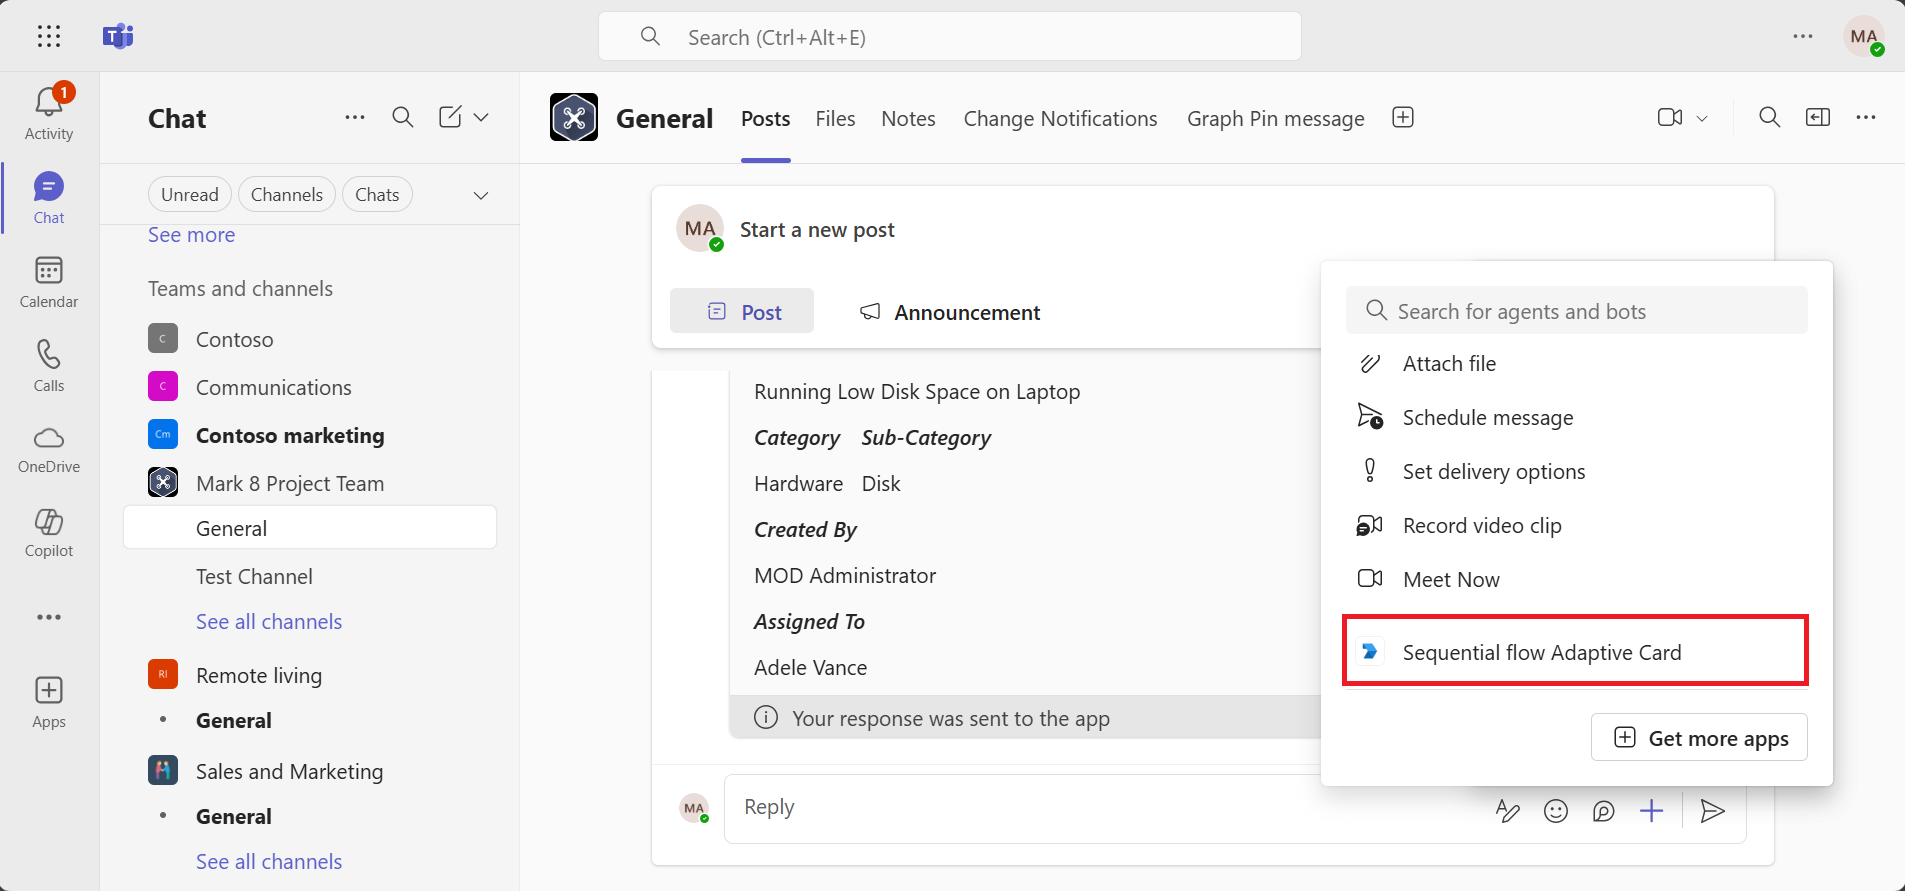 Search (Ctrl+Alt+E)
MA
1
Activity
Chat
Calendar
Calls
OneDrive
Copilot
Apps
Chat
Unread
Channels
Chats
See more
Teams and channels
C
Contoso
C
Communications
Cm
Contoso marketing
Mark 8 Project Team
General
Test Channel
See all channels
RI
Remote living
General
Sales and Marketing
General
See all channels
General
Posts
Files
Notes
Change Notifications
Graph Pin message
MA
Start a new post
Post
Announcement
Running Low Disk Space on Laptop
Category Sub-Category
Hardware Disk
Created By
MOD Administrator
Assigned To
Adele Vance
Your response was sent to the app
MA
Reply
Search for agents and bots
Attach file
Schedule message
Set delivery options
Record video clip
Meet Now
Sequential flow Adaptive Card
Get more apps